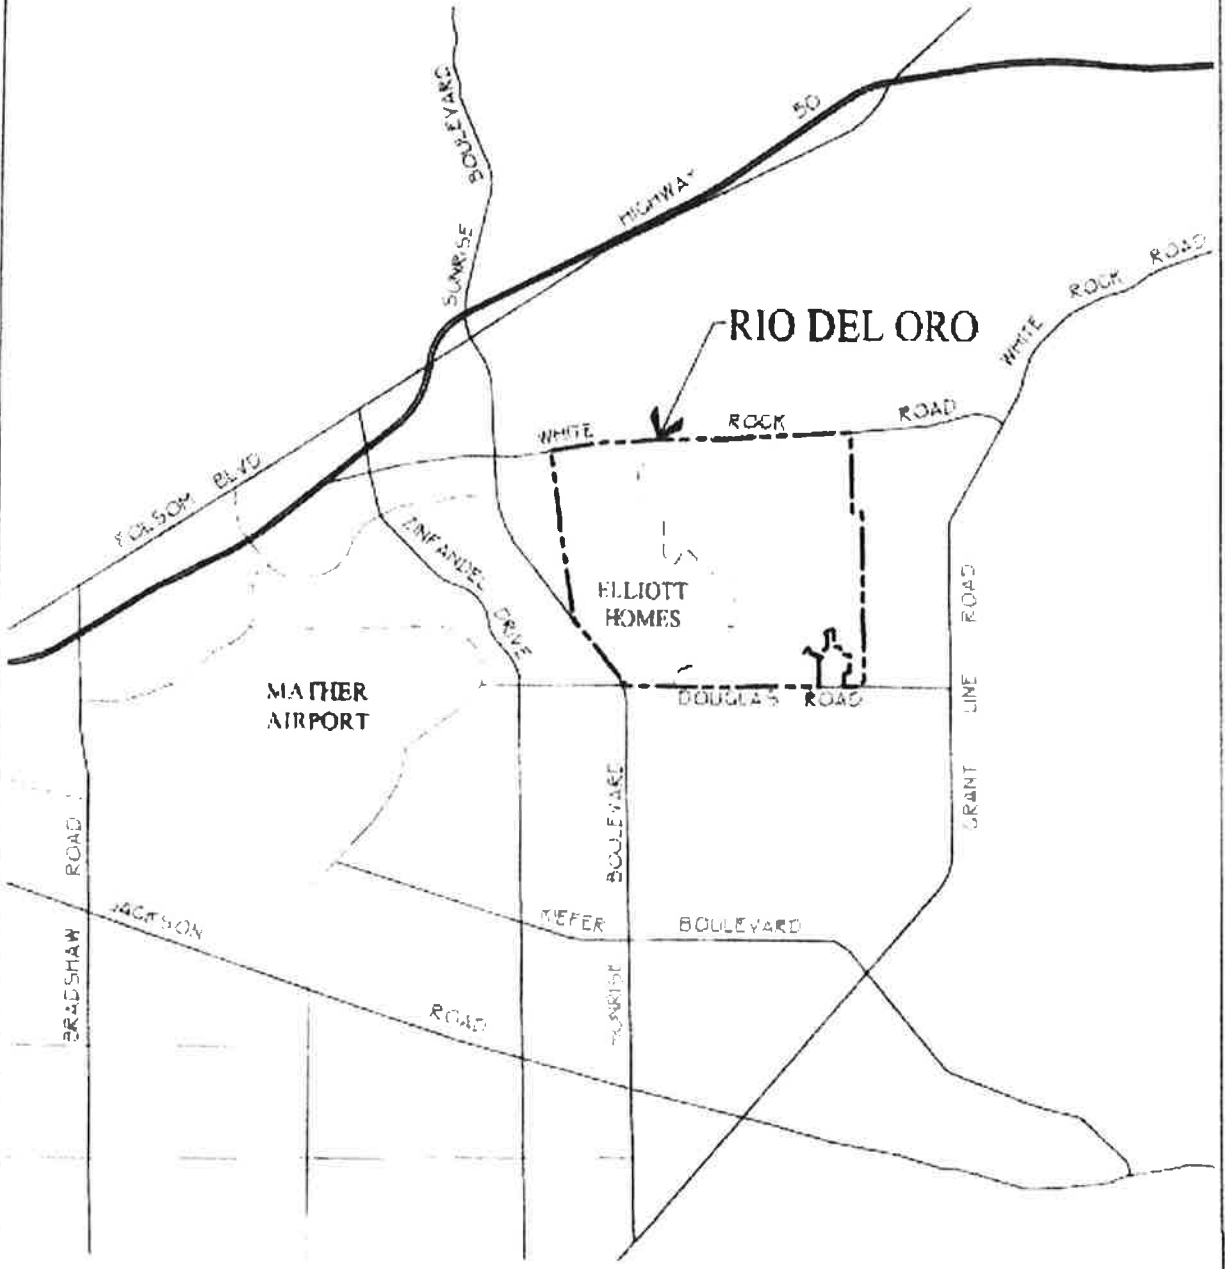 SUNRISE BOULEVARD
HIGHWAY 50
WHITE ROCK ROAD
RIO DEL ORO
WHITE ROCK ROAD
FOLSOM BLVD
ZINFANDEL DRIVE
ELLIOTT
HOMES
MATHER
AIRPORT
DOUGLAS ROAD
GRANT LINE ROAD
BRADSHAW ROAD
JACKSON ROAD
KIEFER BOULEVARD
SUNRISE BOULEVARD